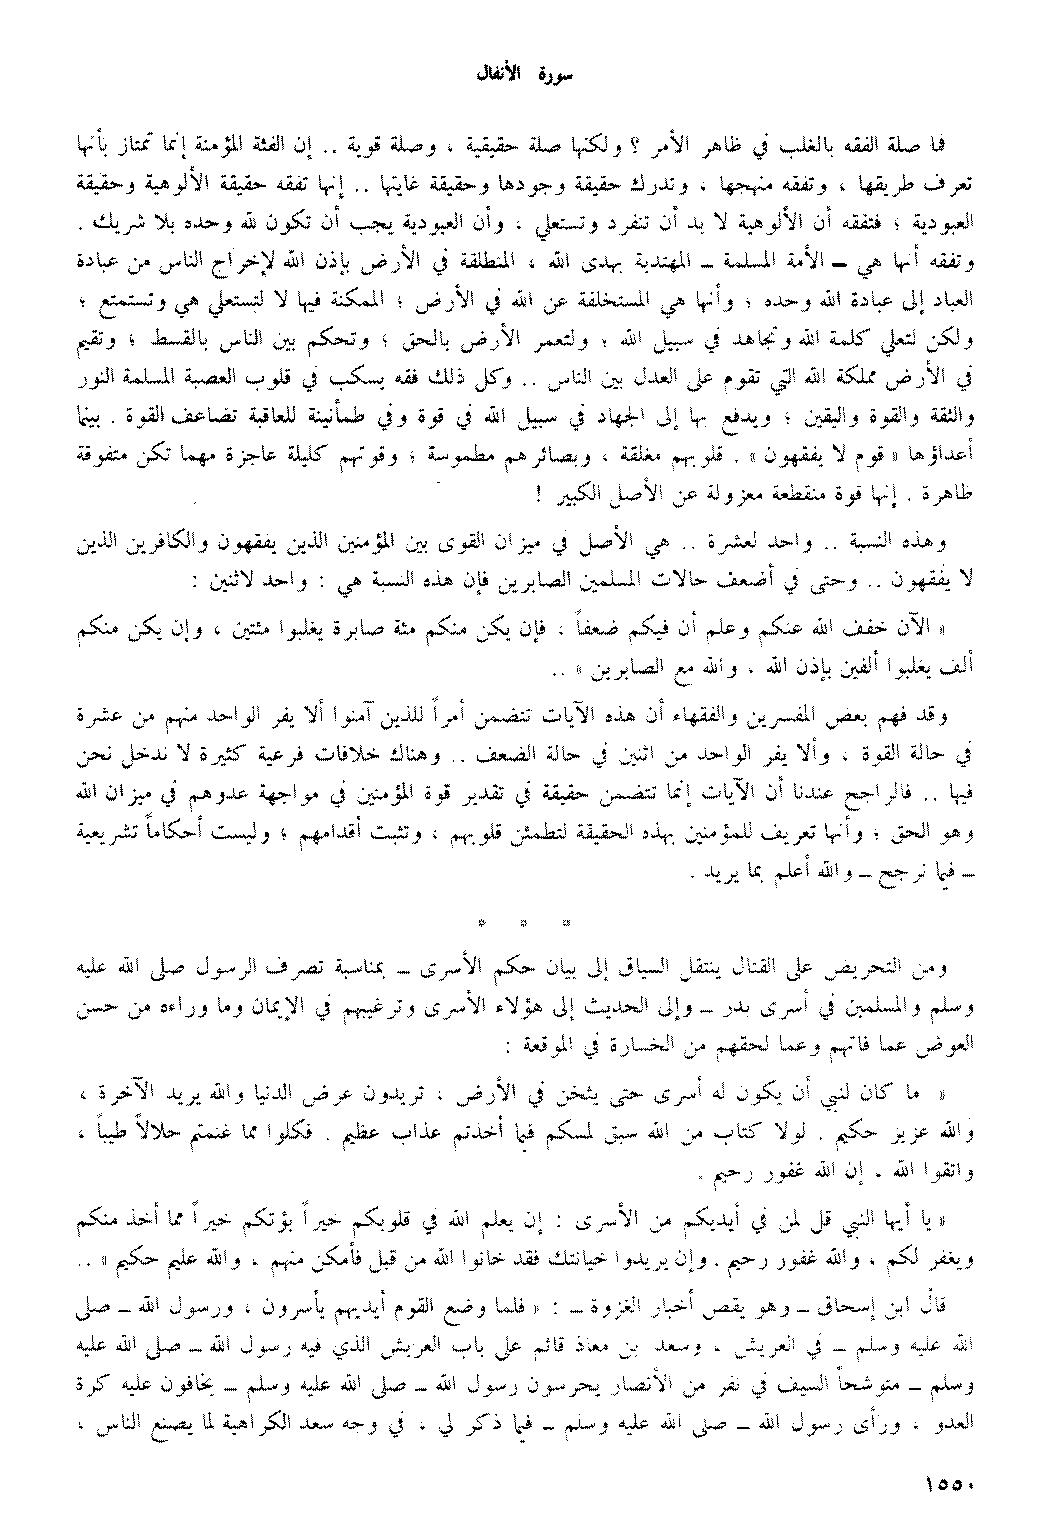 سورة الأنفال
فما صلة الفقه بالغلب في ظاهر الأمر ؟ ولكنها صلة حقيقية ، وصلة قوية .. إن الفئة المؤمنة إنما تمتاز بأنها
تعرف طريقها ، وتفقه منهجها ، وتدرك حقيقة وجودها وحقيقة غايتها .. إنها تفقه حقيقة الألوهية وحقيقة
العبودية ؛ فتفقه أن الألوهية لا بد أن تنفرد وتستعلي ، وأن العبودية يجب أن تكون لله وحده بلا شريك .
وتفقه أنها هي – الأمة المسلمة – المهتدية بهدى الله ، المنطلقة في الأرض بإذن الله لإخراج الناس من عبادة
العباد إلى عبادة الله وحده ؛ وأنها هي المستخلفة عن الله في الأرض ؛ الممكنة فيها لا لتستعلي هي وتستمتع ؛
ولكن لتعلي كلمة الله وتجاهد في سبيل الله ؛ ولتعمر الأرض بالحق ؛ وتحكم بين الناس بالقسط ؛ وتقيم
في الأرض مملكة الله التي تقوم على العدل بين الناس .. وكل ذلك فقه يسكب في قلوب العصبة المسلمة النور
والثقة والقوة واليقين ؛ ويدفع بها إلى الجهاد في سبيل الله في قوة وفي طمأنينة للعاقبة تضاعف القوة . بينما
أعداؤها « قوم لا يفقهون » . قلوبهم مغلقة ، وبصائرهم مطموسة ؛ وقوتهم كليلة عاجزة مهما تكن متفوقة
ظاهرة . إنها قوة منقطعة معزولة عن الأصل الكبير !
وهذه النسبة .. واحد لعشرة .. هي الأصل في ميزان القوى بين المؤمنين الذين يفقهون والكافرين الذين
لا يفقهون .. وحتى في أضعف حالات المسلمين الصابرين فإن هذه النسبة هي : واحد لاثنين :
« الآن خفف الله عنكم وعلم أن فيكم ضعفاً ، فإن يكن منكم مئة صابرة يغلبوا مئتين ، وإن يكن منكم
ألف يغلبوا ألفين بإذن الله ، والله مع الصابرين » ..
وقد فهم بعض المفسرين والفقهاء أن هذه الآيات تتضمن أمراً للذين آمنوا ألا يفر الواحد منهم من عشرة
في حالة القوة ، وألا يفر الواحد من اثنين في حالة الضعف .. وهناك خلافات فرعية كثيرة لا ندخل نحن
فيها .. فالراجح عندنا أن الآيات إنما تتضمن حقيقة في تقدير قوة المؤمنين في مواجهة عدوهم في ميزان الله
وهو الحق ؛ وأنها تعريف للمؤمنين بهذه الحقيقة لتطمئن قلوبهم ، وتثبت أقدامهم ؛ وليست أحكاماً تشريعية
– فيما نرجح – والله أعلم بما يريد .
* * *
ومن التحريض على القتال ينتقل السياق إلى بيان حكم الأسرى – بمناسبة تصرف الرسول صلى الله عليه
وسلم والمسلمين في أسرى بدر – وإلى الحديث إلى هؤلاء الأسرى وترغيبهم في الإيمان وما وراءه من حسن
العوض عما فاتهم وعما لحقهم من الخسارة في الموقعة :
« ما كان لنبي أن يكون له أسرى حتى يثخن في الأرض ، تريدون عرض الدنيا والله يريد الآخرة ،
والله عزيز حكيم . لولا كتاب من الله سبق لمسكم فيما أخذتم عذاب عظيم . فكلوا مما غنمتم حلالاً طيباً ،
واتقوا الله ، إن الله غفور رحيم .
« يا أيها النبي قل لمن في أيديكم من الأسرى : إن يعلم الله في قلوبكم خيراً يؤتكم خيراً مما أخذ منكم
ويغفر لكم ، والله غفور رحيم . وإن يريدوا خيانتك فقد خانوا الله من قبل فأمكن منهم ، والله عليم حكيم » ..
قال ابن إسحاق – وهو يقص أخبار الغزوة – : « فلما وضع القوم أيديهم يأسرون ، ورسول الله – صلى
الله عليه وسلم – في العريش ، وسعد بن معاذ قائم على باب العريش الذي فيه رسول الله – صلى الله عليه
وسلم – متوشحاً السيف في نفر من الأنصار يحرسون رسول الله – صلى الله عليه وسلم – يخافون عليه كرة
العدو ، ورأى رسول الله – صلى الله عليه وسلم – فيما ذكر لي ، في وجه سعد الكراهية لما يصنع الناس ،
١٥٥٠